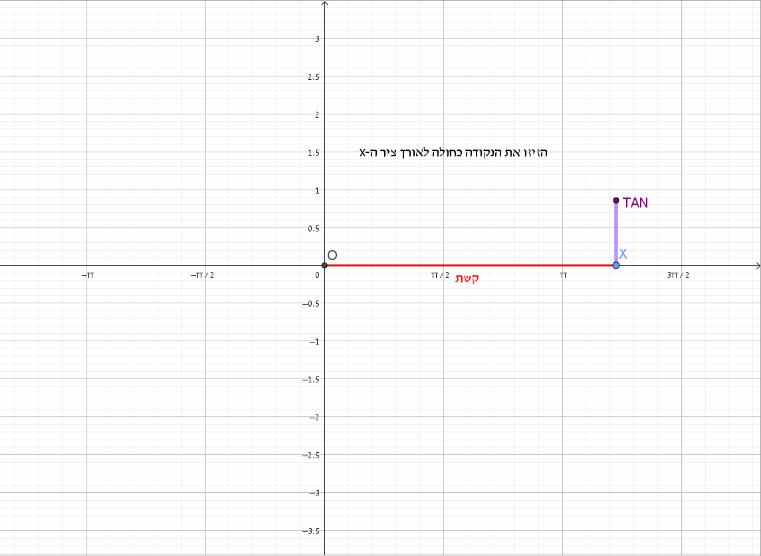 3
2.5
2
הזיזו את הנקודה כחולה לאורך ציר ה-x
1.5
1
TAN
0.5
O
X
−π
−π / 2
0
π / 2
קשת
π
3π / 2
−0.5
−1
−1.5
−2
−2.5
−3
−3.5